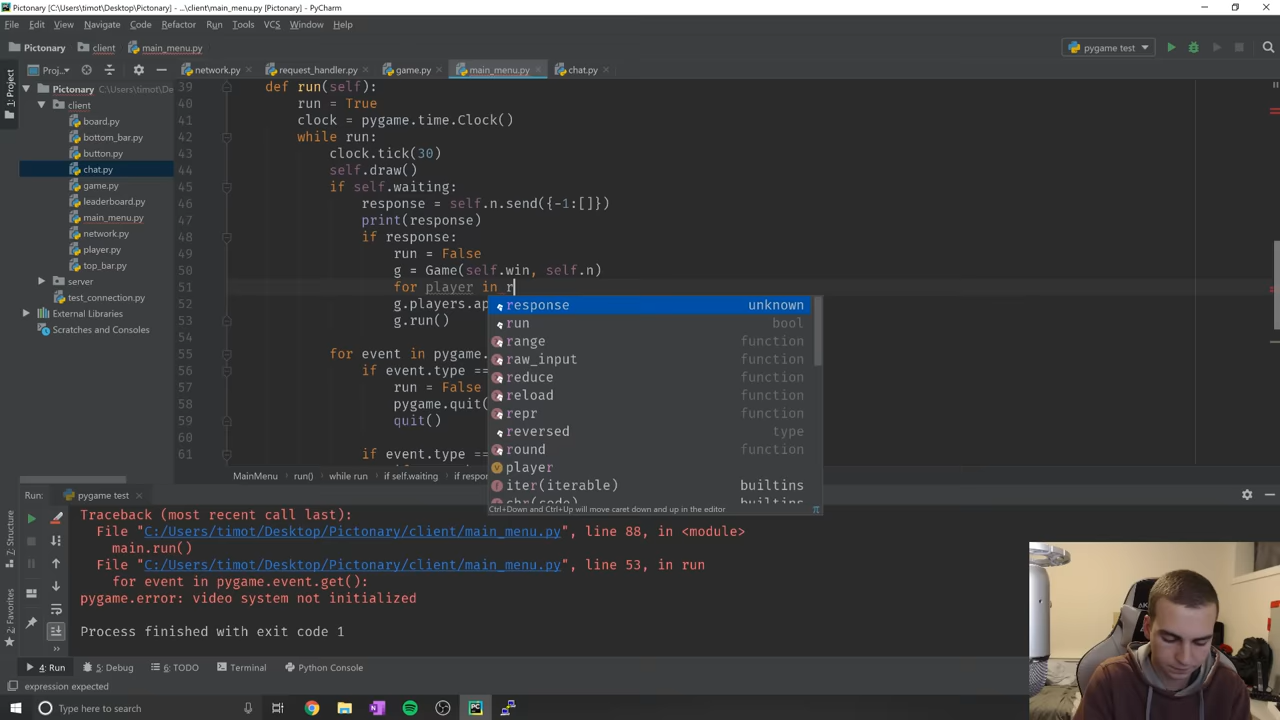 Pictonary [C:\Users\timot\Desktop\Pictonary] - ...\client\main_menu.py [Pictonary] - PyCharm
File Edit View Navigate Code Refactor Run Tools VCS Window Help
Pictonary client main_menu.py pygame test
Proj... network.py request_handler.py game.py main_menu.py chat.py
1: Project
Pictonary C:\Users\timot\De
client
board.py
bottom_bar.py
button.py
chat.py
game.py
leaderboard.py
main_menu.py
network.py
player.py
top_bar.py
server
test_connection.py
External Libraries
Scratches and Consoles
39 def run(self):
40 run = True
41 clock = pygame.time.Clock()
42 while run:
43 clock.tick(30)
44 self.draw()
45 if self.waiting:
46 response = self.n.send({-1:[]})
47 print(response)
48 if response:
49 run = False
50 g = Game(self.win, self.n)
51 for player in r
52 g.players.ap
53 g.run()
54
55 for event in pygame.
56 if event.type ==
57 run = False
58 pygame.quit(
59 quit()
60
61 if event.type ==
response unknown
run bool
range function
raw_input function
reduce function
reload function
repr function
reversed type
round function
player
iter(iterable) builtins
chr(code) builtins
Ctrl+Down and Ctrl+Up will move caret down and up in the editor
MainMenu run() while run if self.waiting if respon
Run: pygame test
Traceback (most recent call last):
File "C:/Users/timot/Desktop/Pictonary/client/main_menu.py", line 88, in <module>
main.run()
File "C:/Users/timot/Desktop/Pictonary/client/main_menu.py", line 53, in run
for event in pygame.event.get():
pygame.error: video system not initialized
Process finished with exit code 1
7: Structure
2: Favorites
4: Run 5: Debug 6: TODO Terminal Python Console
expression expected
Type here to search